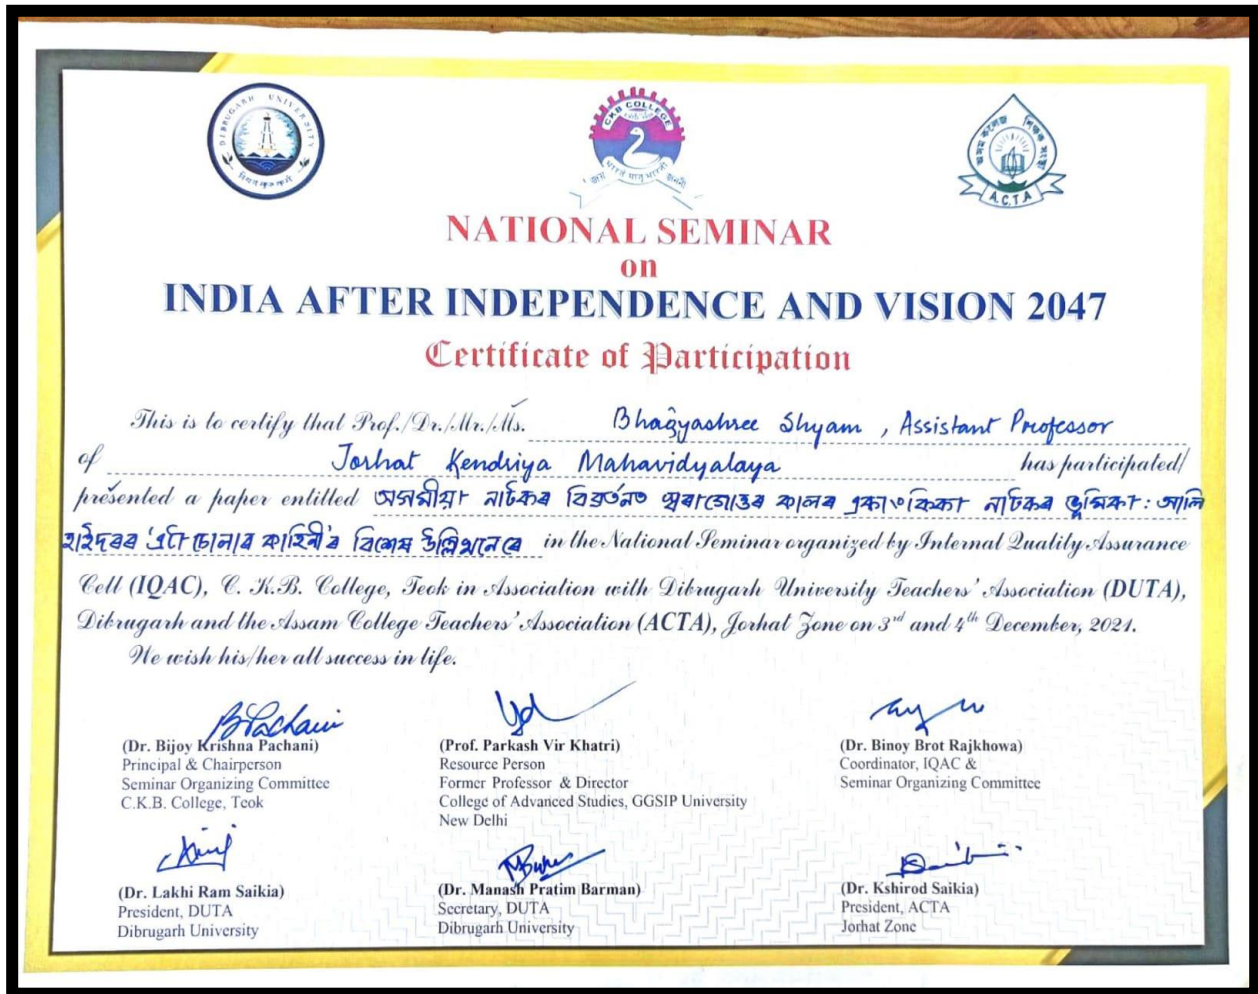 DIBRUGARH UNIVERSITY
CKB COLLEGE
অসম কলেজ শিক্ষক সংস্থা
A.C.T.A
NATIONAL SEMINAR
on
INDIA AFTER INDEPENDENCE AND VISION 2047
Certificate of Participation
This is to certify that Prof./Dr./Mr./Ms. Bhagyashree Shyam, Assistant Professor
of Jorhat Kendriya Mahavidyalaya has participated/
presented a paper entitled অসমীয়া নাটকৰ বিৱৰ্তনত স্বৰাজোত্তৰ কালৰ একাংকিকা নাটকৰ ভূমিকা : আলি
হাইদৰৰ 'এটা চোলাৰ কাহিনী'ৰ বিশেষ উল্লিখনেৰে in the National Seminar organized by Internal Quality Assurance
Cell (IQAC), C. K.B. College, Teok in Association with Dibrugarh University Teachers' Association (DUTA),
Dibrugarh and the Assam College Teachers' Association (ACTA), Jorhat Zone on 3rd and 4th December, 2021.
We wish his/her all success in life.
(Dr. Bijoy Krishna Pachani)
Principal & Chairperson
Seminar Organizing Committee
C.K.B. College, Teok
(Prof. Parkash Vir Khatri)
Resource Person
Former Professor & Director
College of Advanced Studies, GGSIP University
New Delhi
(Dr. Binoy Brot Rajkhowa)
Coordinator, IQAC &
Seminar Organizing Committee
(Dr. Lakhi Ram Saikia)
President, DUTA
Dibrugarh University
(Dr. Manash Pratim Barman)
Secretary, DUTA
Dibrugarh University
(Dr. Kshirod Saikia)
President, ACTA
Jorhat Zone